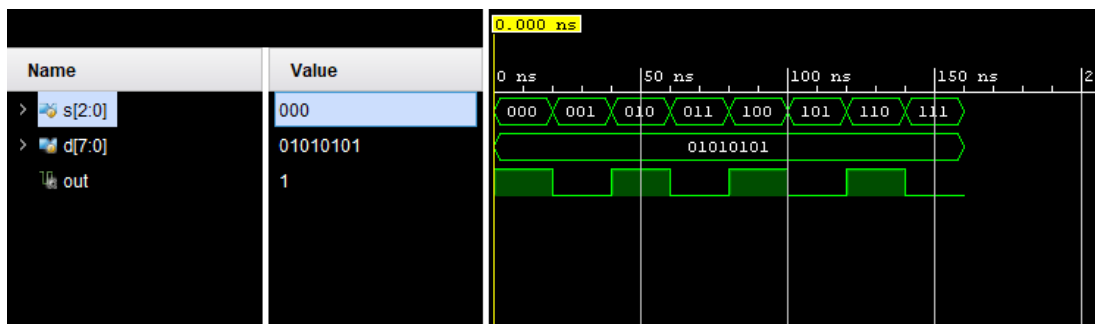 0.000 ns
Name Value 0 ns 50 ns 100 ns 150 ns 2
s[2:0] 000 000 001 010 011 100 101 110 111
d[7:0] 01010101 01010101
out 1